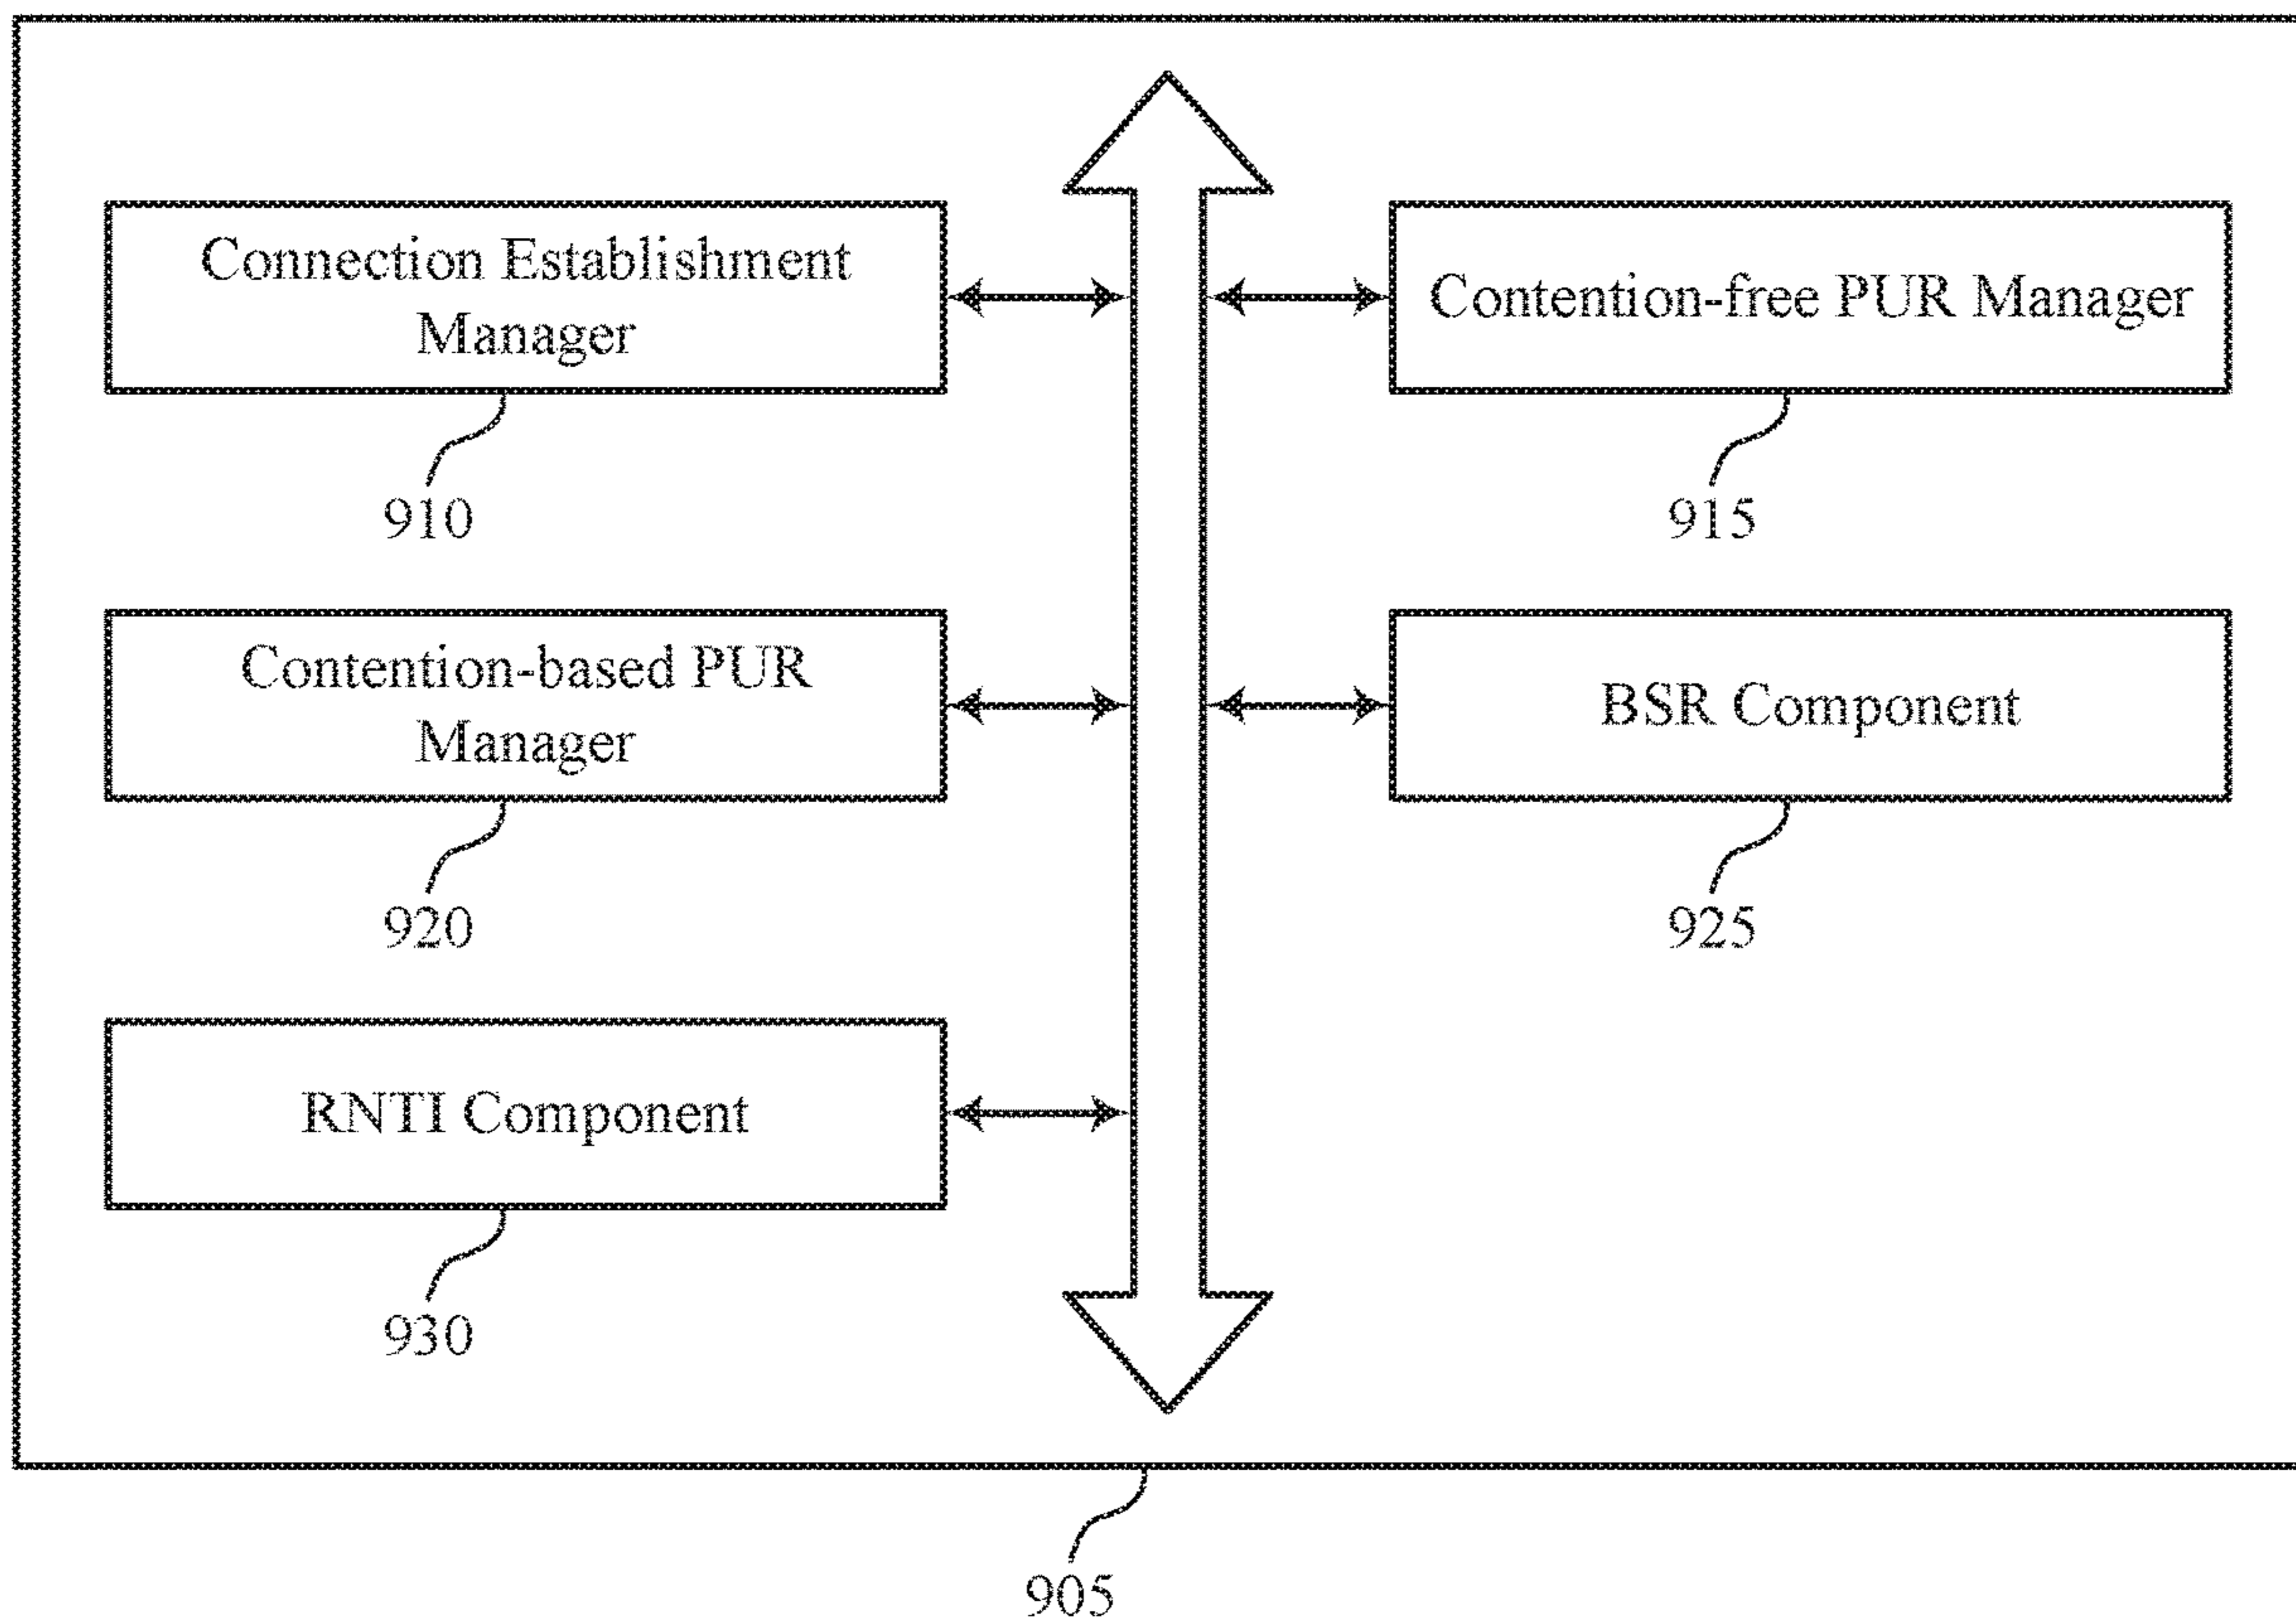 Connection Establishment
Manager
910
Contention-free PUR Manager
915
Contention-based PUR
Manager
920
BSR Component
925
RNTI Component
930
905